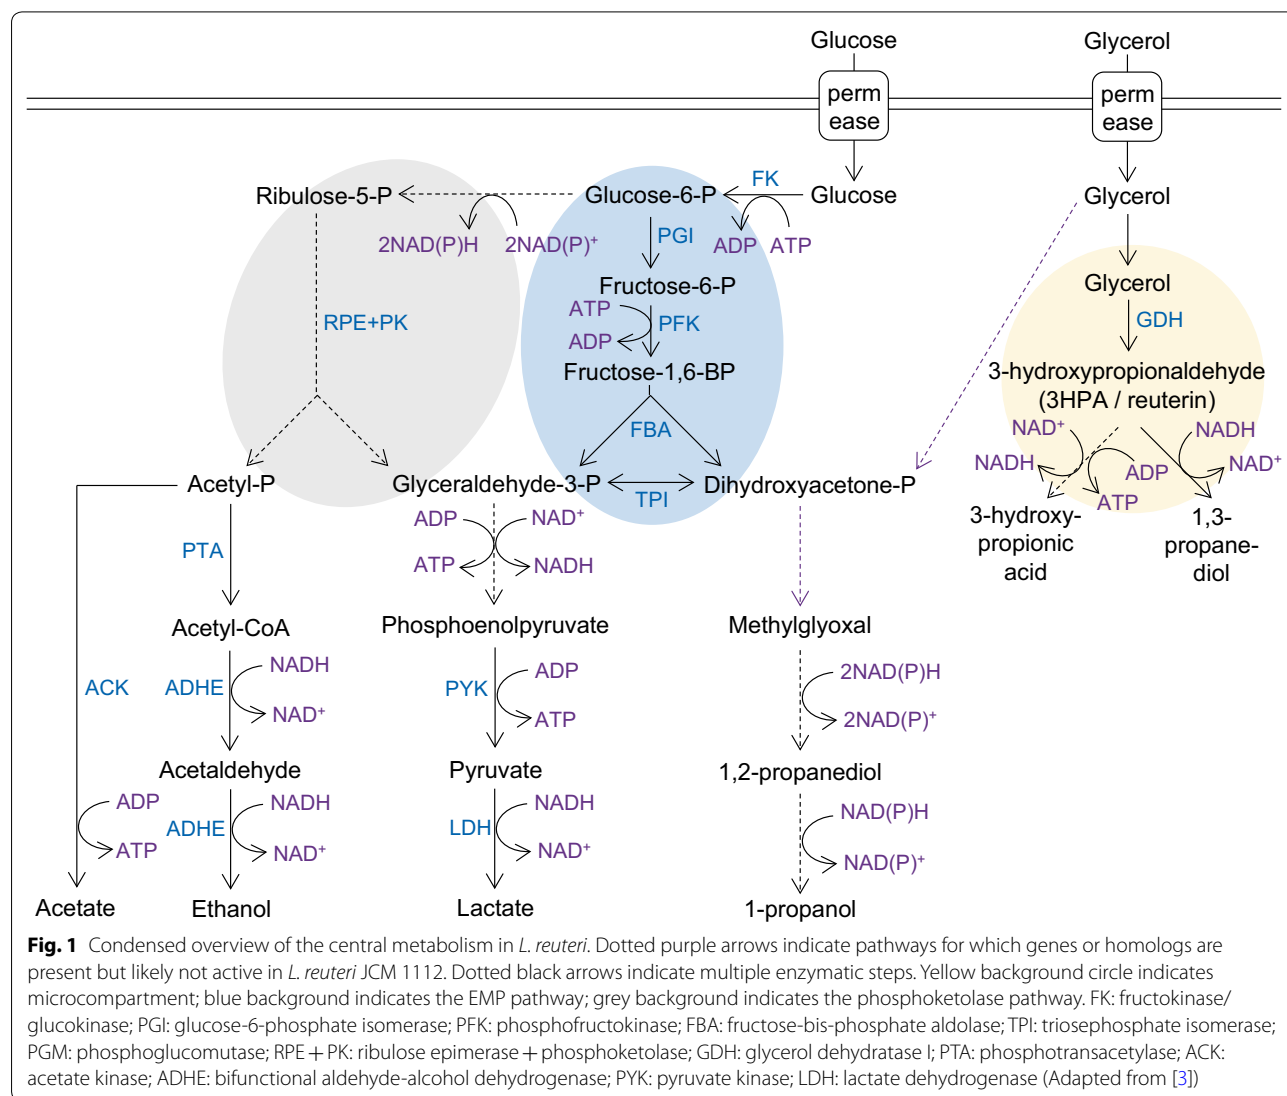 Glucose
Glycerol
perm
ease
perm
ease
Ribulose-5-P
Glucose-6-P
FK
Glucose
Glycerol
2NAD(P)H
2NAD(P)⁺
PGI
ADP
ATP
Fructose-6-P
Glycerol
ATP
PFK
ADP
GDH
RPE+PK
Fructose-1,6-BP
3-hydroxypropionaldehyde
(3HPA / reuterin)
FBA
NAD⁺
NADH
NADH
ADP
NAD⁺
ATP
Acetyl-P
Glyceraldehyde-3-P
TPI
Dihydroxyacetone-P
3-hydroxy-
propionic
acid
1,3-
propane-
diol
ADP
NAD⁺
PTA
ATP
NADH
Acetyl-CoA
Phosphoenolpyruvate
Methylglyoxal
ACK
ADHE
NADH
NAD⁺
PYK
ADP
ATP
2NAD(P)H
2NAD(P)⁺
Acetaldehyde
Pyruvate
1,2-propanediol
ADP
ATP
ADHE
NADH
NAD⁺
LDH
NADH
NAD⁺
NAD(P)H
NAD(P)⁺
Acetate
Ethanol
Lactate
1-propanol
Fig. 1 Condensed overview of the central metabolism in L. reuteri. Dotted purple arrows indicate pathways for which genes or homologs are
present but likely not active in L. reuteri JCM 1112. Dotted black arrows indicate multiple enzymatic steps. Yellow background circle indicates
microcompartment; blue background indicates the EMP pathway; grey background indicates the phosphoketolase pathway. FK: fructokinase/
glucokinase; PGI: glucose-6-phosphate isomerase; PFK: phosphofructokinase; FBA: fructose-bis-phosphate aldolase; TPI: triosephosphate isomerase;
PGM: phosphoglucomutase; RPE + PK: ribulose epimerase + phosphoketolase; GDH: glycerol dehydratase I; PTA: phosphotransacetylase; ACK:
acetate kinase; ADHE: bifunctional aldehyde-alcohol dehydrogenase; PYK: pyruvate kinase; LDH: lactate dehydrogenase (Adapted from [3])